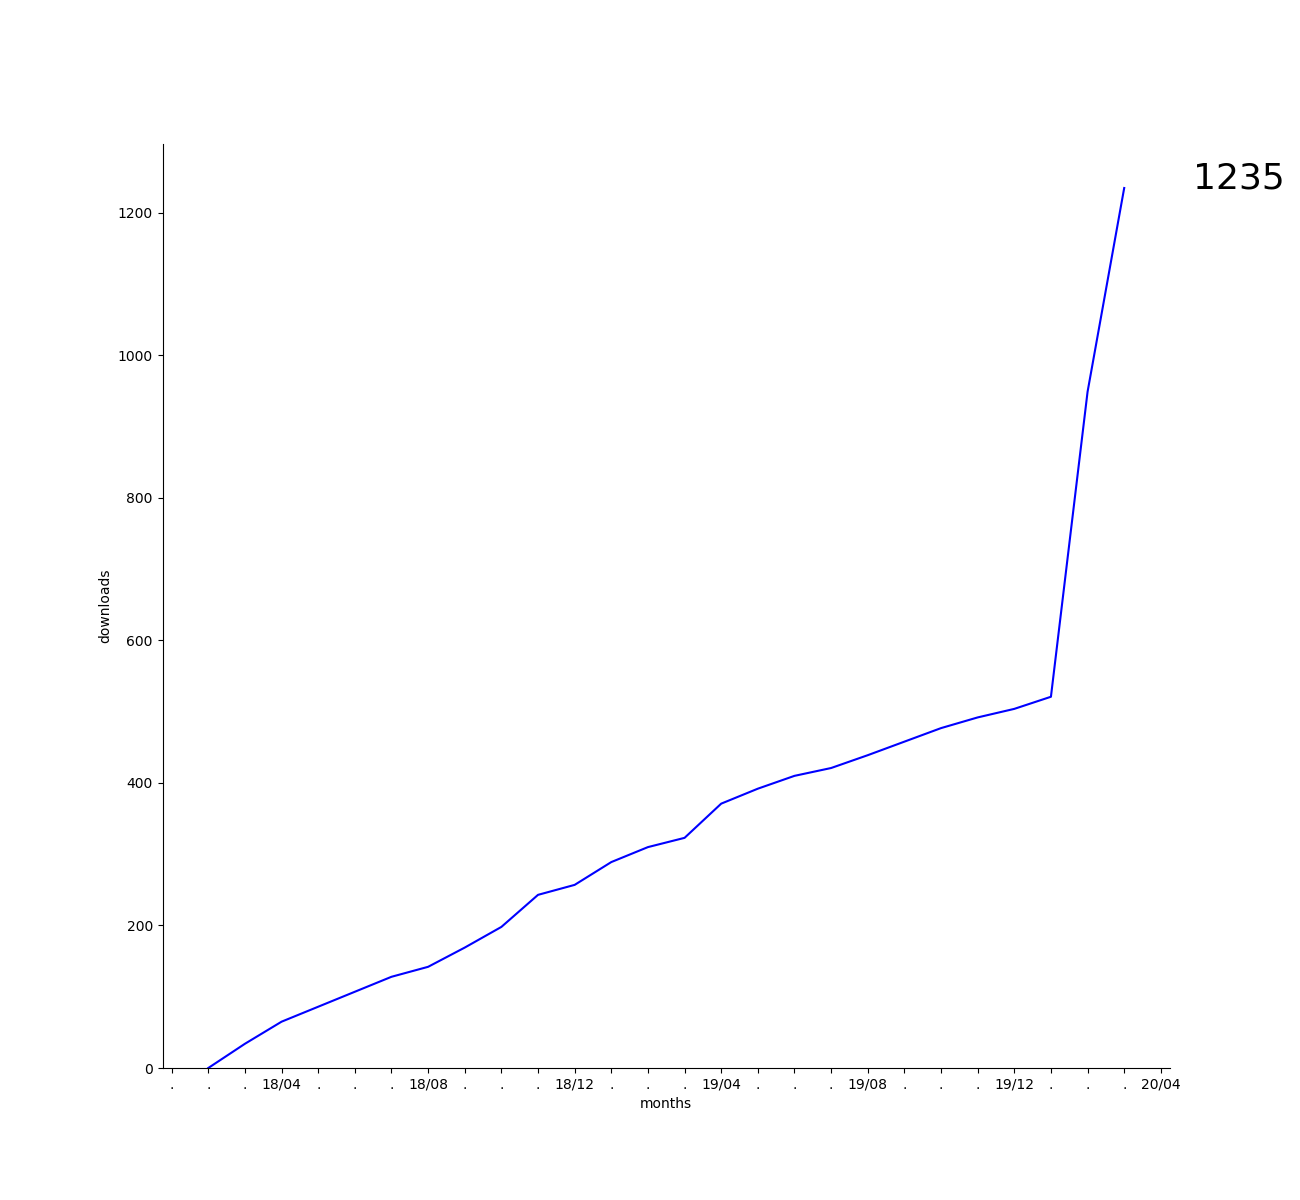 1235
1200
1000
800
600
400
200
0
downloads
. . . 18/04 . . . 18/08 . . . 18/12 . . . 19/04 . . . 19/08 . . . 19/12 . . . 20/04
months